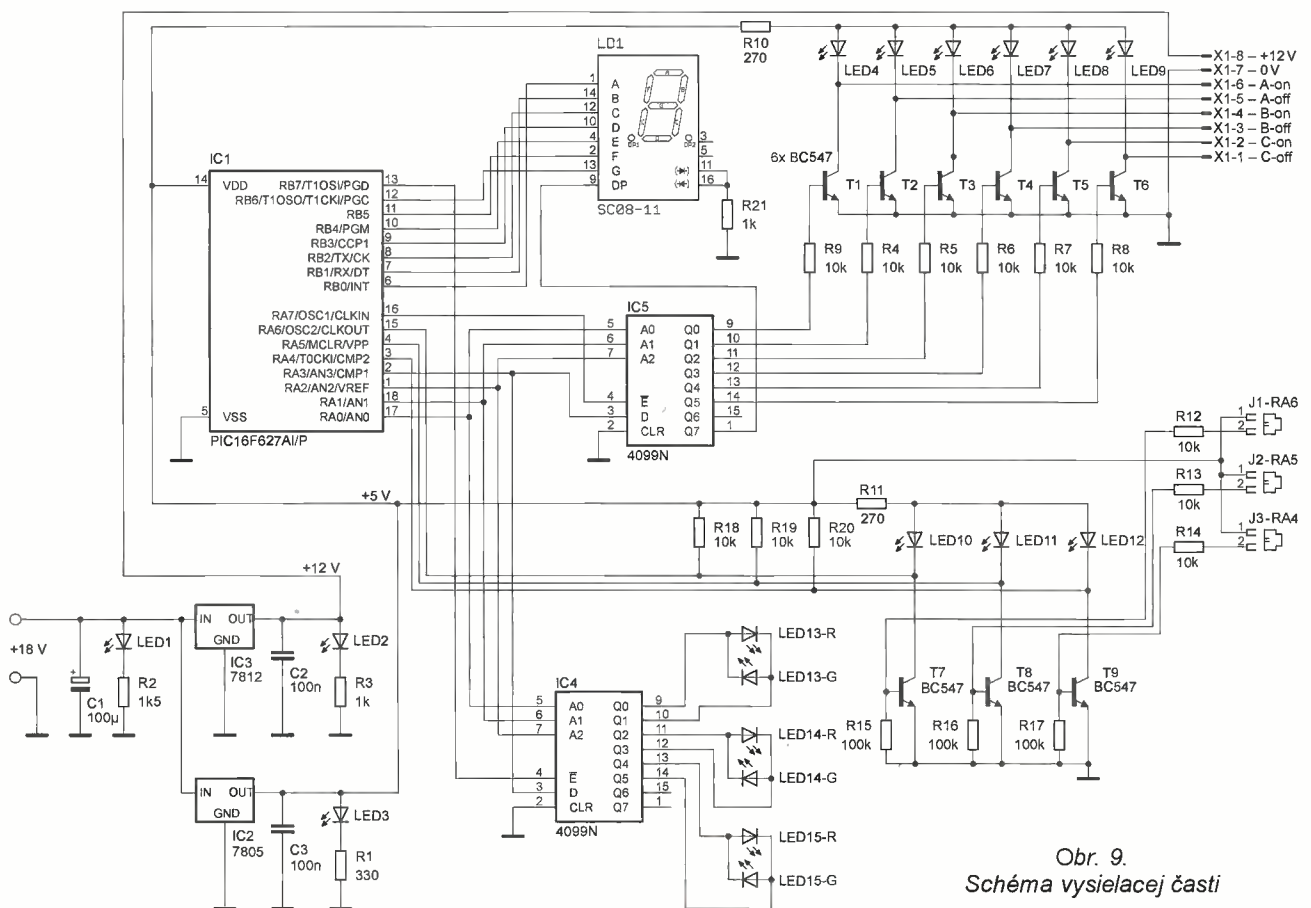 R10
270
LD1
LED4
LED5
LED6
LED7
LED8
LED9
X1-8 – +12 V
X1-7 – 0 V
X1-6 – A-on
X1-5 – A-off
X1-4 – B-on
X1-3 – B-off
X1-2 – C-on
X1-1 – C-off
1 A
14 B
12 C
10 D
4 E
2 F
13 G
9 DP
DP1
DP2
3
5
11
16
SC08-11
R21
1k
6x BC547
T1
T2
T3
T4
T5
T6
R9
10k
R4
10k
R5
10k
R6
10k
R7
10k
R8
10k
IC1
14 VDD
5 VSS
RB7/T1OSI/PGD 13
RB6/T1OSO/T1CKI/PGC 12
RB5 11
RB4/PGM 10
RB3/CCP1 9
RB2/TX/CK 8
RB1/RX/DT 7
RB0/INT 6
RA7/OSC1/CLKIN 16
RA6/OSC2/CLKOUT 15
RA5/MCLR/VPP 4
RA4/T0CKI/CMP2 3
RA3/AN3/CMP1 2
RA2/AN2/VREF 1
RA1/AN1 18
RA0/AN0 17
PIC16F627AI/P
IC5
5 A0 Q0 9
6 A1 Q1 10
7 A2 Q2 11
Q3 12
Q4 13
4 E Q5 14
3 D Q6 15
2 CLR Q7 1
4099N
R12
10k
J1-RA6
1
2
R13
10k
J2-RA5
1
2
R14
10k
J3-RA4
1
2
+5 V
R18
10k
R19
10k
R20
10k
R11
270
LED10
LED11
LED12
+12 V
+18 V
C1
100µ
+
LED1
R2
1k5
IN OUT
GND
IC3
7812
C2
100n
LED2
R3
1k
IN OUT
GND
IC2
7805
C3
100n
LED3
R1
330
IC4
5 A0 Q0 9
6 A1 Q1 10
7 A2 Q2 11
Q3 12
Q4 13
4 E Q5 14
3 D Q6 15
2 CLR Q7 1
4099N
LED13-R
LED13-G
LED14-R
LED14-G
LED15-R
LED15-G
T7
BC547
T8
BC547
T9
BC547
R15
100k
R16
100k
R17
100k
Obr. 9.
Schéma vysielacej časti